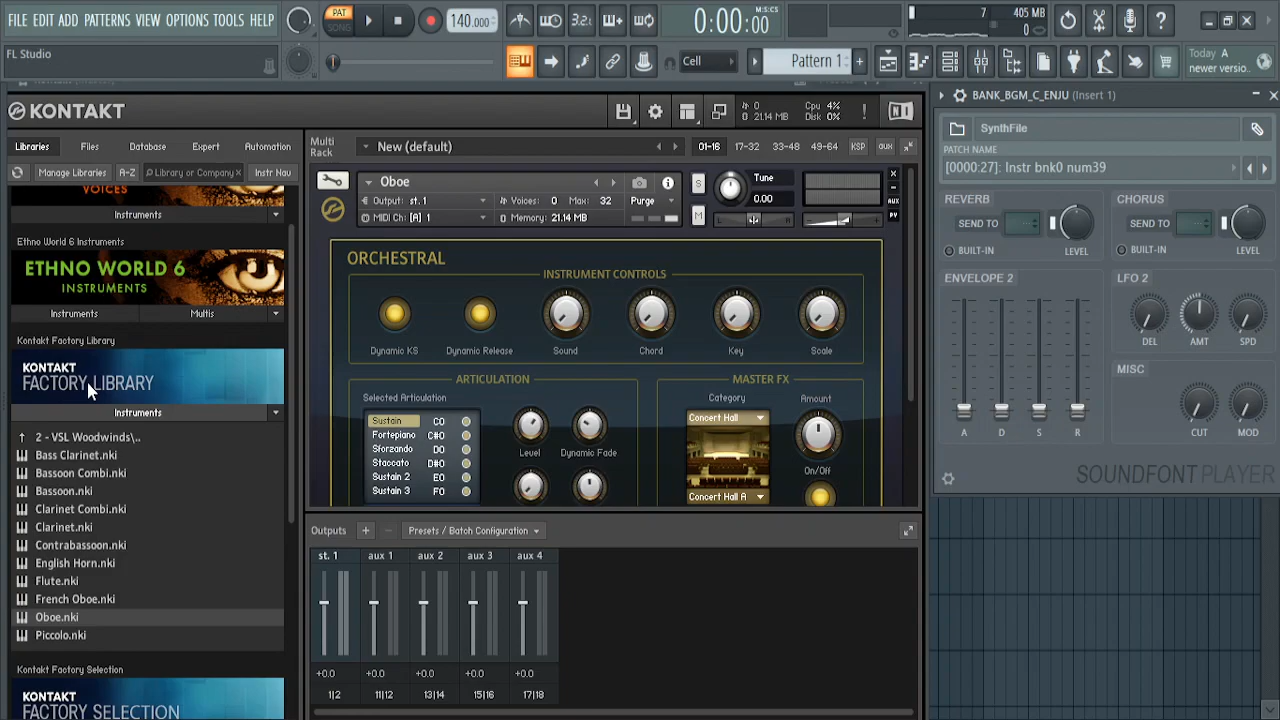 FILE EDIT ADD PATTERNS VIEW OPTIONS TOOLS HELP
PAT
SONG
140.000
3.2.
0:00:00
M:S:CS
7
405 MB
0
FL Studio
Cell
Pattern 1
Today A
newer versio..
KONTAKT
0
21.14 MB
Cpu 4%
Disk 0%
NI
BANK_BGM_C_ENJU (Insert 1)
Libraries
Files
Database
Expert
Automation
Multi
Rack
New (default)
01-16
17-32
33-48
49-64
KSP
AUX
SynthFile
PATCH NAME
[0000:27]: Instr bnk0 num39
Manage Libraries
A-Z
Library or Company
Instr Nav
VOICES
Instruments
Ethno World 6 Instruments
ETHNO WORLD 6
INSTRUMENTS
Instruments
Multis
Kontakt Factory Library
KONTAKT
FACTORY LIBRARY
Instruments
2 - VSL Woodwinds\..
Bass Clarinet.nki
Bassoon Combi.nki
Bassoon.nki
Clarinet Combi.nki
Clarinet.nki
Contrabassoon.nki
English Horn.nki
Flute.nki
French Oboe.nki
Oboe.nki
Piccolo.nki
Kontakt Factory Selection
KONTAKT
FACTORY SELECTION
Oboe
Output: st. 1
Voices: 0
Max: 32
Purge
MIDI Ch: [A] 1
Memory: 21.14 MB
S
M
Tune
0.00
L
R
AUX
PV
ORCHESTRAL
INSTRUMENT CONTROLS
Dynamic KS
Dynamic Release
Sound
Chord
Key
Scale
ARTICULATION
Selected Articulation
Sustain C0
Fortepiano C#0
Sforzando D0
Staccato D#0
Sustain 2 E0
Sustain 3 F0
Level
Dynamic Fade
MASTER FX
Category
Amount
Concert Hall
Concert Hall A
On/Off
Outputs
Presets / Batch Configuration
st. 1
aux 1
aux 2
aux 3
aux 4
+0.0
+0.0
+0.0
+0.0
+0.0
1|2
11|12
13|14
15|16
17|18
REVERB
SEND TO
BUILT-IN
LEVEL
CHORUS
SEND TO
BUILT-IN
LEVEL
ENVELOPE 2
A
D
S
R
LFO 2
DEL
AMT
SPD
MISC
CUT
MOD
SOUNDFONT PLAYER